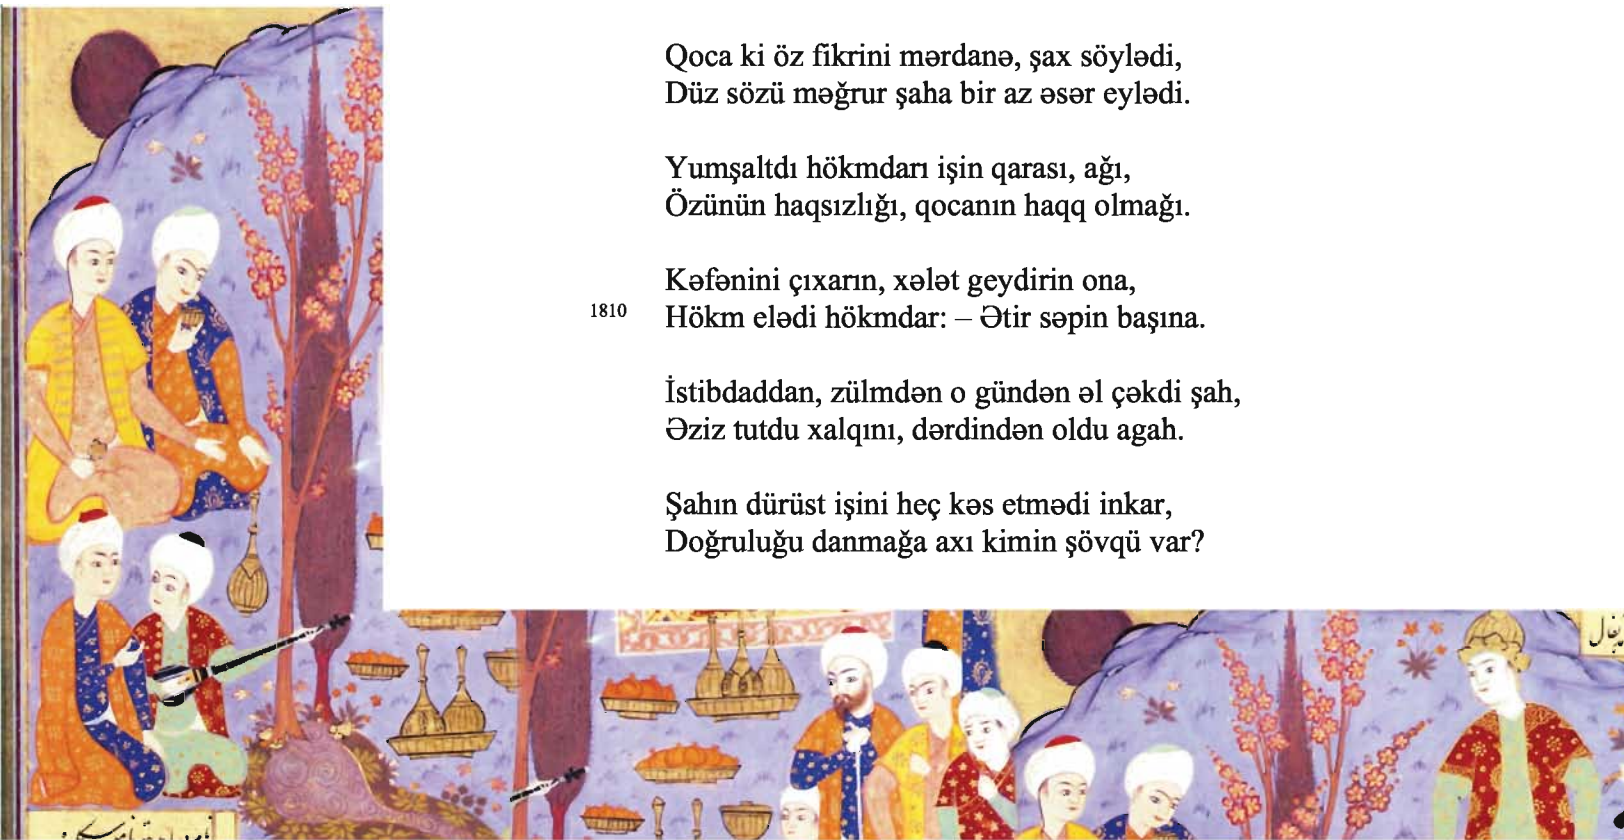 Qoca ki öz fikrini mərdanə, şax söylədi,
Düz sözü məğrur şaha bir az əsər eylədi.
Yumşaltdı hökmdarı işin qarası, ağı,
Özünün haqsızlığı, qocanın haqq olmağı.
Kəfənini çıxarın, xələt geydirin ona,
1810 Hökm elədi hökmdar: – Ətir səpin başına.
İstibdaddan, zülmdən o gündən əl çəkdi şah,
Əziz tutdu xalqını, dərdindən oldu agah.
Şahın dürüst işini heç kəs etmədi inkar,
Doğruluğu danmağa axı kimin şövqü var?